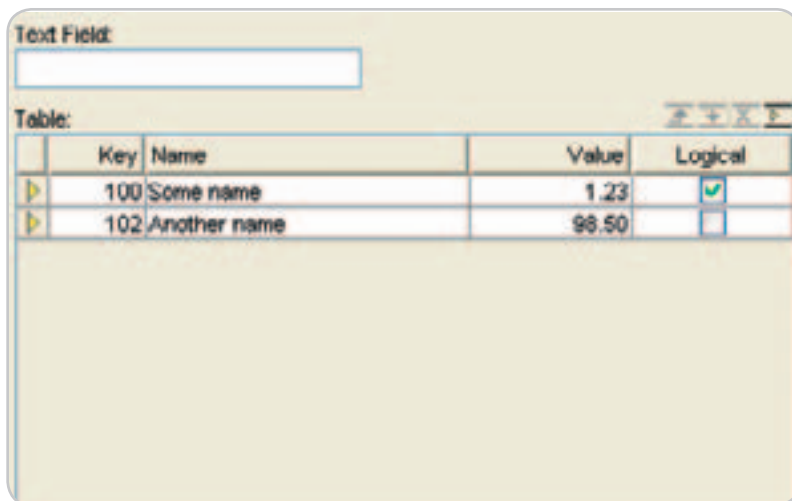 Text Field:
Table:
Key Name Value Logical
100 Some name 1.23
102 Another name 98.50